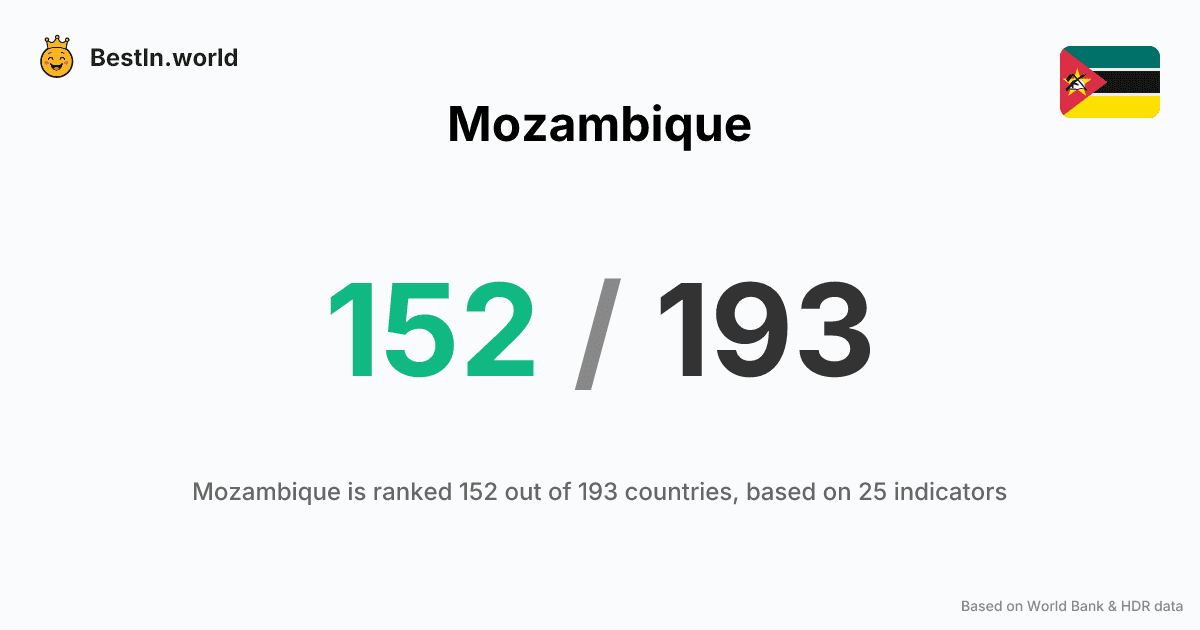 BestIn.world
Mozambique
152 / 193
Mozambique is ranked 152 out of 193 countries, based on 25 indicators
Based on World Bank & HDR data